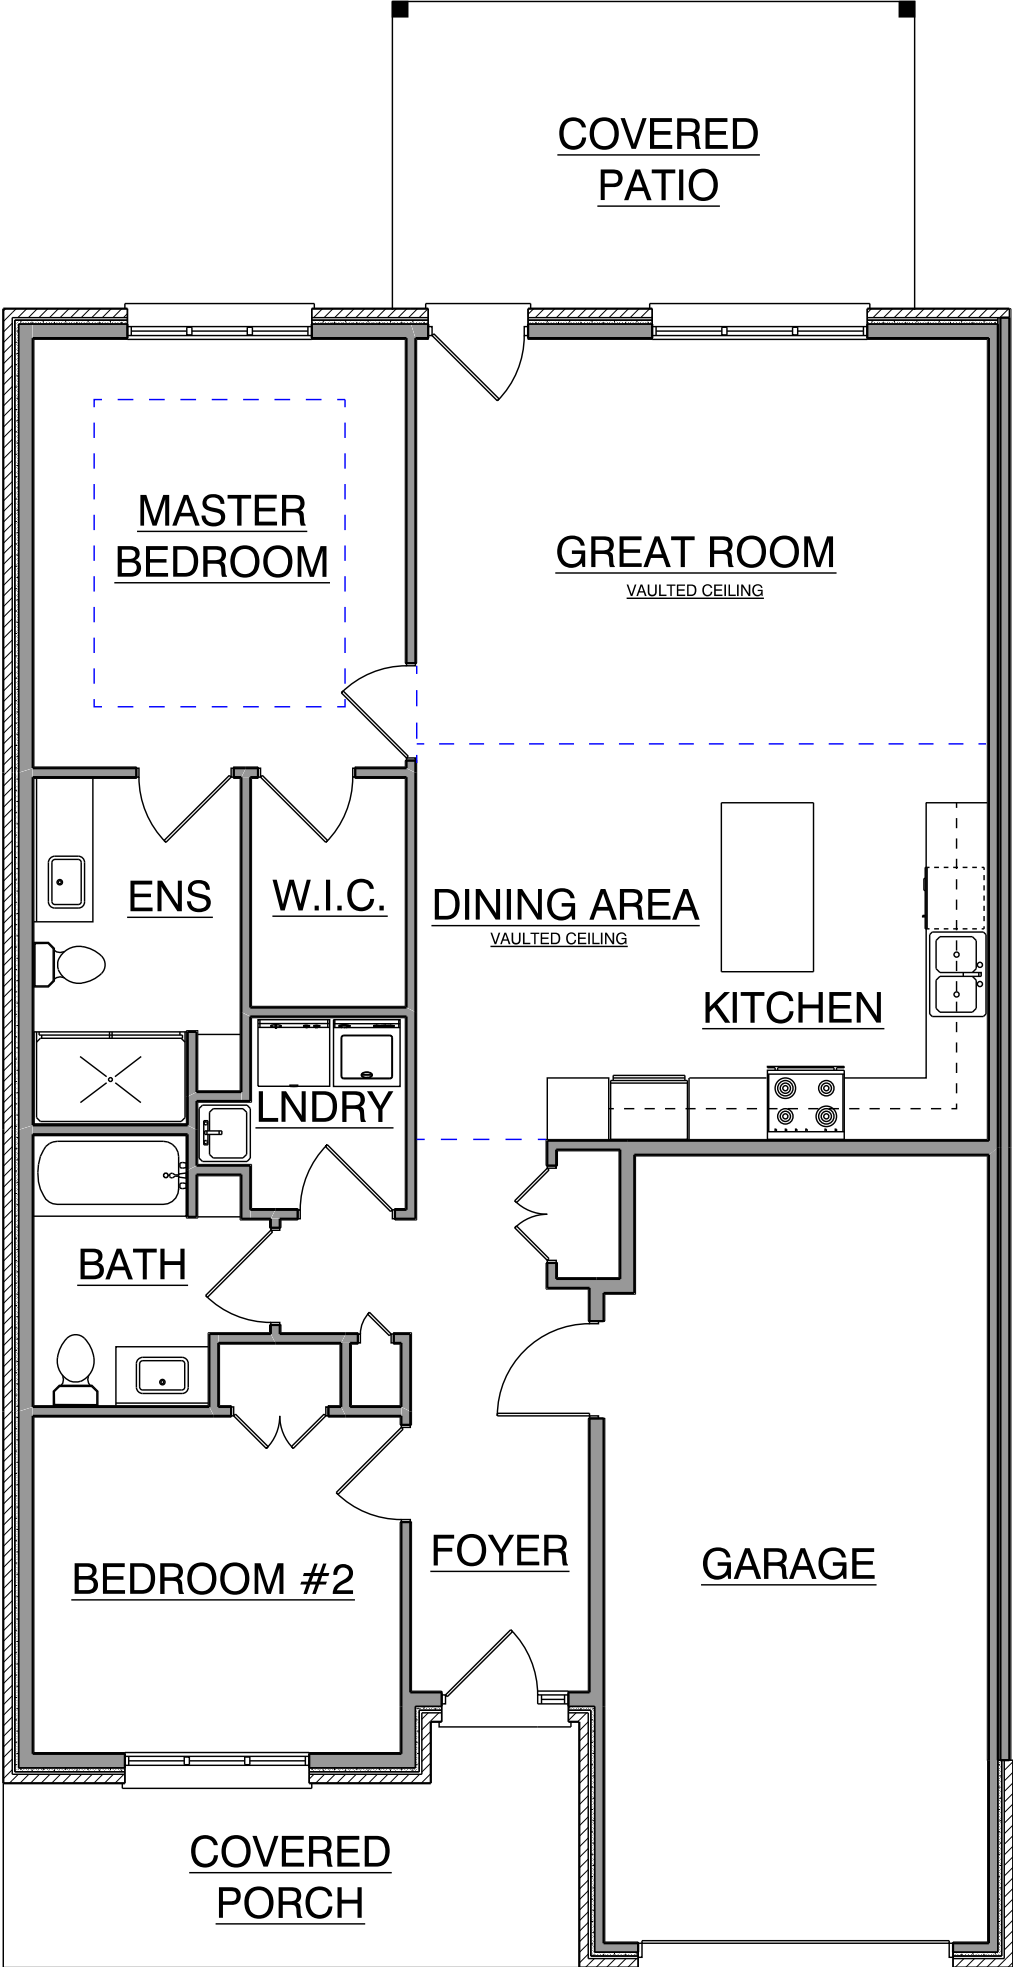 COVERED
PATIO
MASTER
BEDROOM
GREAT ROOM
VAULTED CEILING
ENS
W.I.C.
DINING AREA
VAULTED CEILING
KITCHEN
LNDRY
BATH
FOYER
BEDROOM #2
GARAGE
COVERED
PORCH